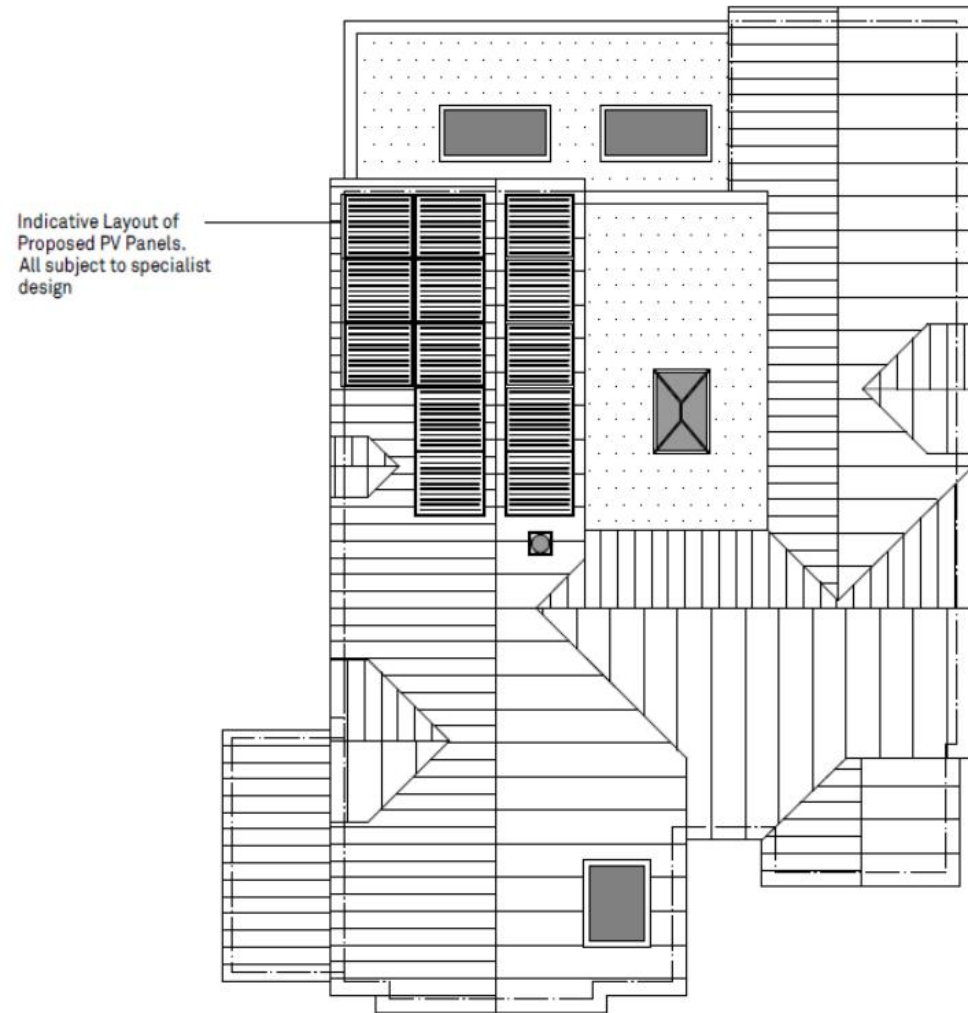 Indicative Layout of
Proposed PV Panels.
All subject to specialist
design